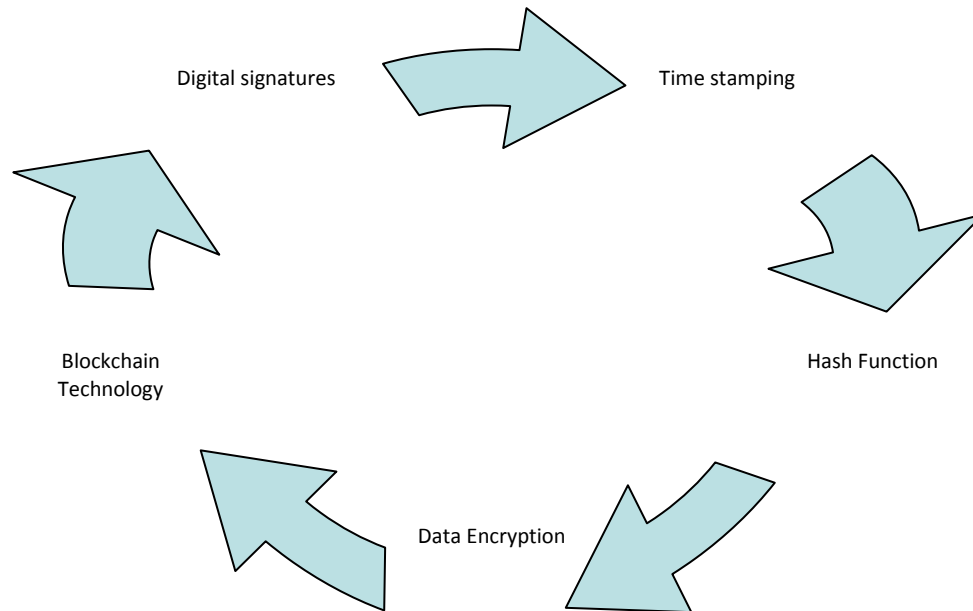 Digital signatures
Time stamping
Blockchain
Technology
Hash Function
Data Encryption